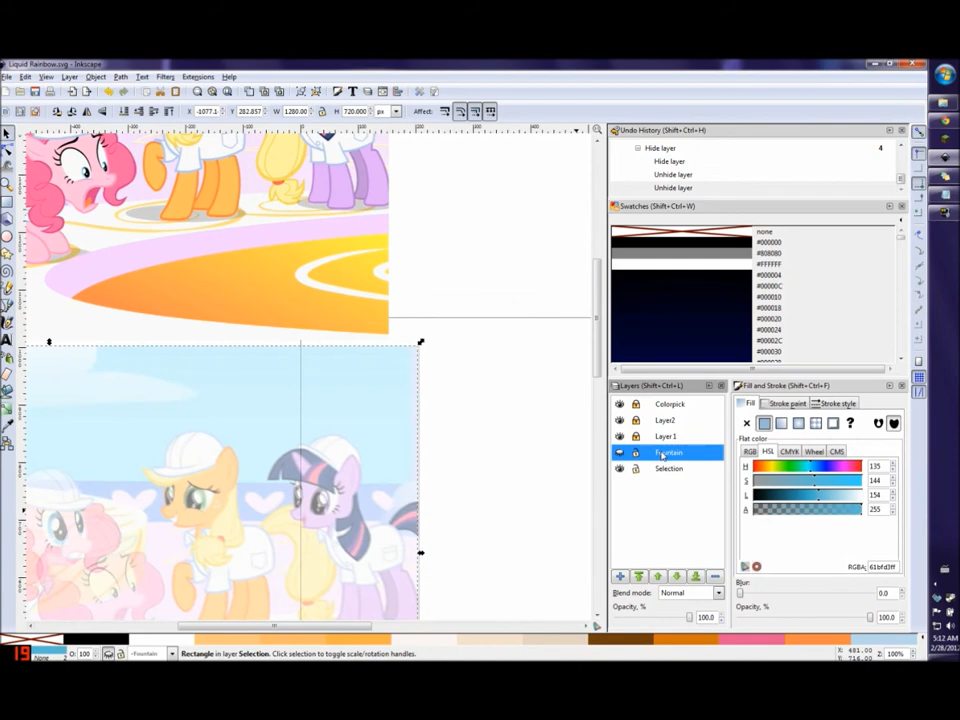 Liquid Rainbow.svg - Inkscape
File Edit View Layer Object Path Text Filters Extensions Help
X -1077.1 Y 282.857 W 1280.00 H 720.000 px Affect:
Undo History (Shift+Ctrl+H)
Hide layer 4
Hide layer
Unhide layer
Unhide layer
Swatches (Shift+Ctrl+W)
none
#000000
#808080
#FFFFFF
#000004
#00000C
#000010
#000018
#000020
#000024
#00002C
#000030
Layers (Shift+Ctrl+L)
Colorpick
Layer2
Layer1
Fountain
Selection
Blend mode: Normal
Opacity, % 100.0
Fill and Stroke (Shift+Ctrl+F)
Fill Stroke paint Stroke style
Flat color
RGB HSL CMYK Wheel CMS
H 135
S 144
L 154
A 255
RGBA: 61bfd3ff
Blur: 0.0
Opacity, % 100.0
19 None 2 O: 100 ~Fountain Rectangle in layer Selection. Click selection to toggle scale/rotation handles. X: 481.00 Y: 716.00 Z: 100%
5:12 AM